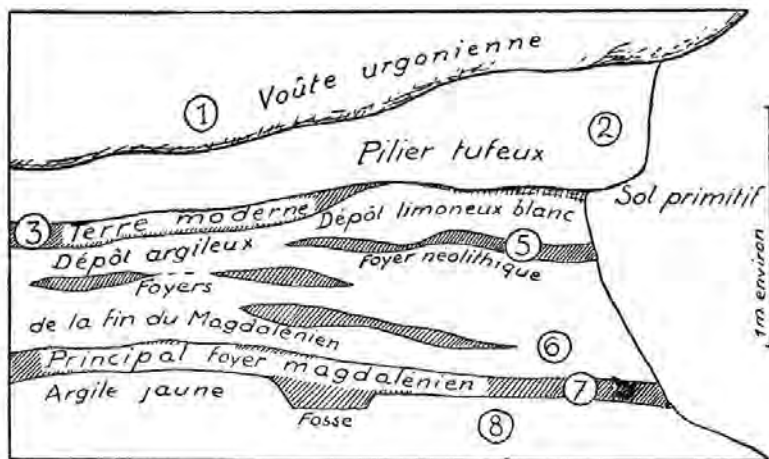 Voûte urgonienne
①
②
Pilier tufeux
Sol primitif
③ Terre moderne
Dépôt limoneux blanc
Dépôt argileux
⑤
Foyer neolithique
Foyers
de la fin du Magdalénien
⑥
1m environ
Principal foyer magdalénien
⑦
Argile jaune
Fosse
⑧